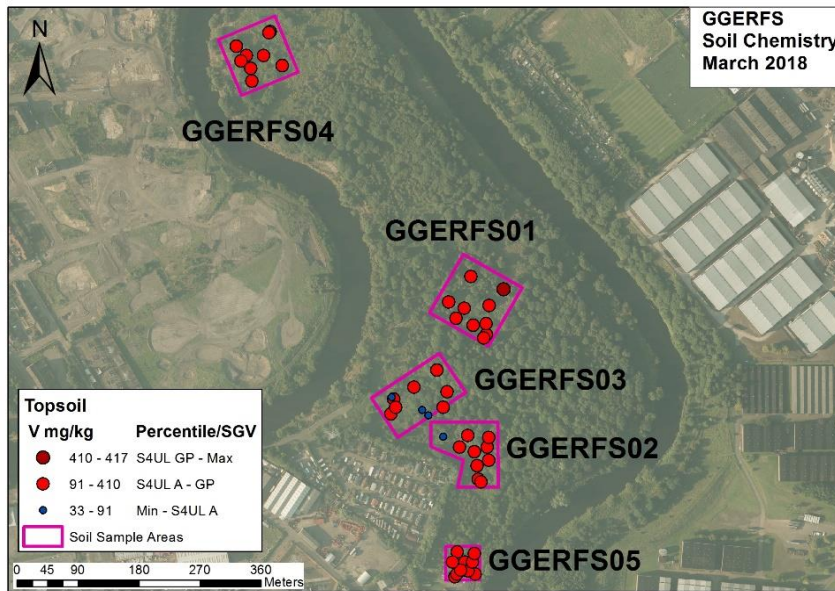 GGERFS
Soil Chemistry
March 2018
N
GGERFS04
GGERFS01
GGERFS03
GGERFS02
GGERFS05
Topsoil
V mg/kg Percentile/SGV
410 - 417 S4UL GP - Max
91 - 410 S4UL A - GP
33 - 91 Min - S4UL A
Soil Sample Areas
0 45 90 180 270 360
Meters